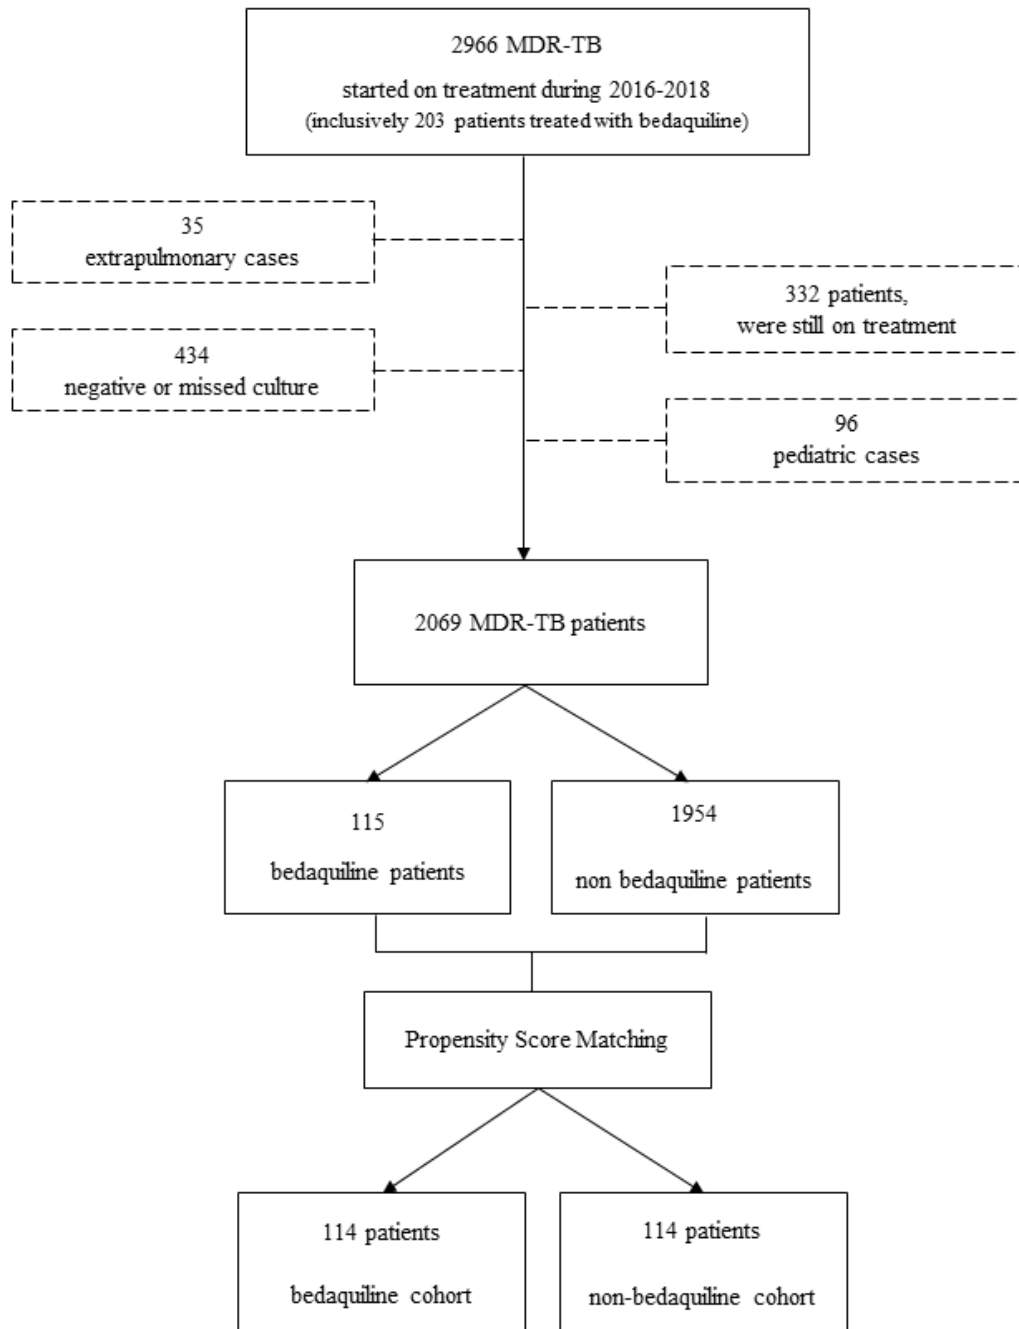 2966 MDR-TB
started on treatment during 2016-2018
(inclusively 203 patients treated with bedaquiline)
35
extrapulmonary cases
332 patients,
were still on treatment
434
negative or missed culture
96
pediatric cases
2069 MDR-TB patients
115
bedaquiline patients
1954
non bedaquiline patients
Propensity Score Matching
114 patients
bedaquiline cohort
114 patients
non-bedaquiline cohort